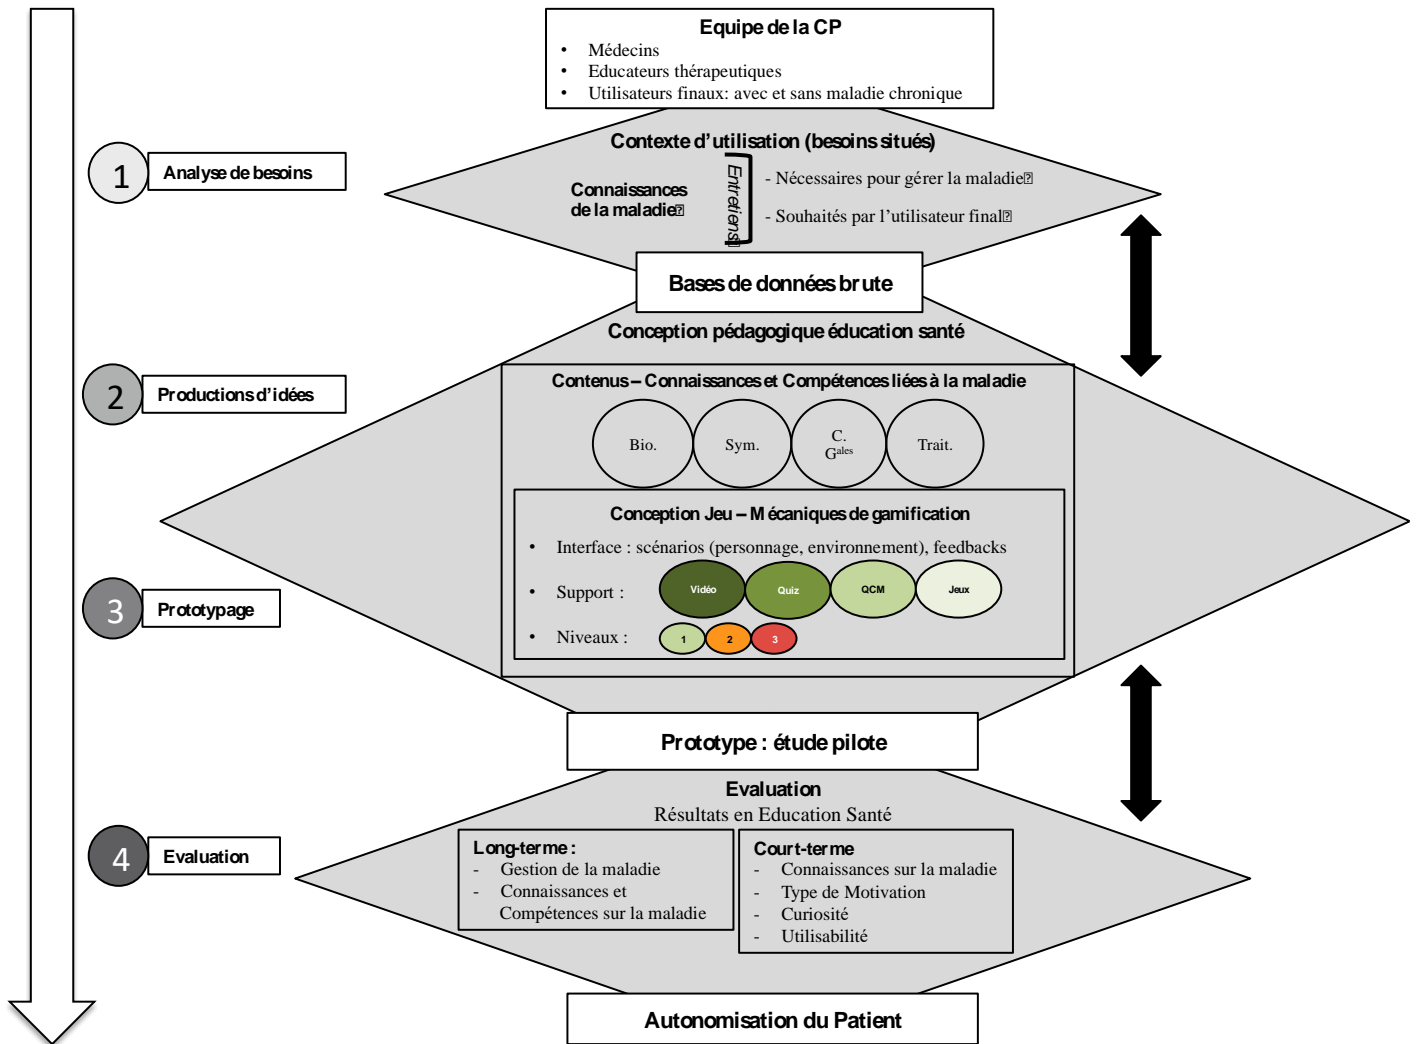 Equipe de la CP
• Médecins
• Educateurs thérapeutiques
• Utilisateurs finaux: avec et sans maladie chronique
1
Analyse de besoins
Contexte d’utilisation (besoins situés)
Connaissances
de la maladie
Entretiens
- Nécessaires pour gérer la maladie
- Souhaités par l’utilisateur final
Bases de données brute
Conception pédagogique éducation santé
2
Productions d’idées
Contenus – Connaissances et Compétences liées à la maladie
Bio.
Sym.
C.
Gales
Trait.
Conception Jeu – Mécaniques de gamification
• Interface : scénarios (personnage, environnement), feedbacks
• Support :
Vidéo
Quiz
QCM
Jeux
3
Prototypage
• Niveaux :
1
2
3
Prototype : étude pilote
Evaluation
Résultats en Education Santé
4
Evaluation
Long-terme :
- Gestion de la maladie
- Connaissances et
Compétences sur la maladie
Court-terme
- Connaissances sur la maladie
- Type de Motivation
- Curiosité
- Utilisabilité
Autonomisation du Patient